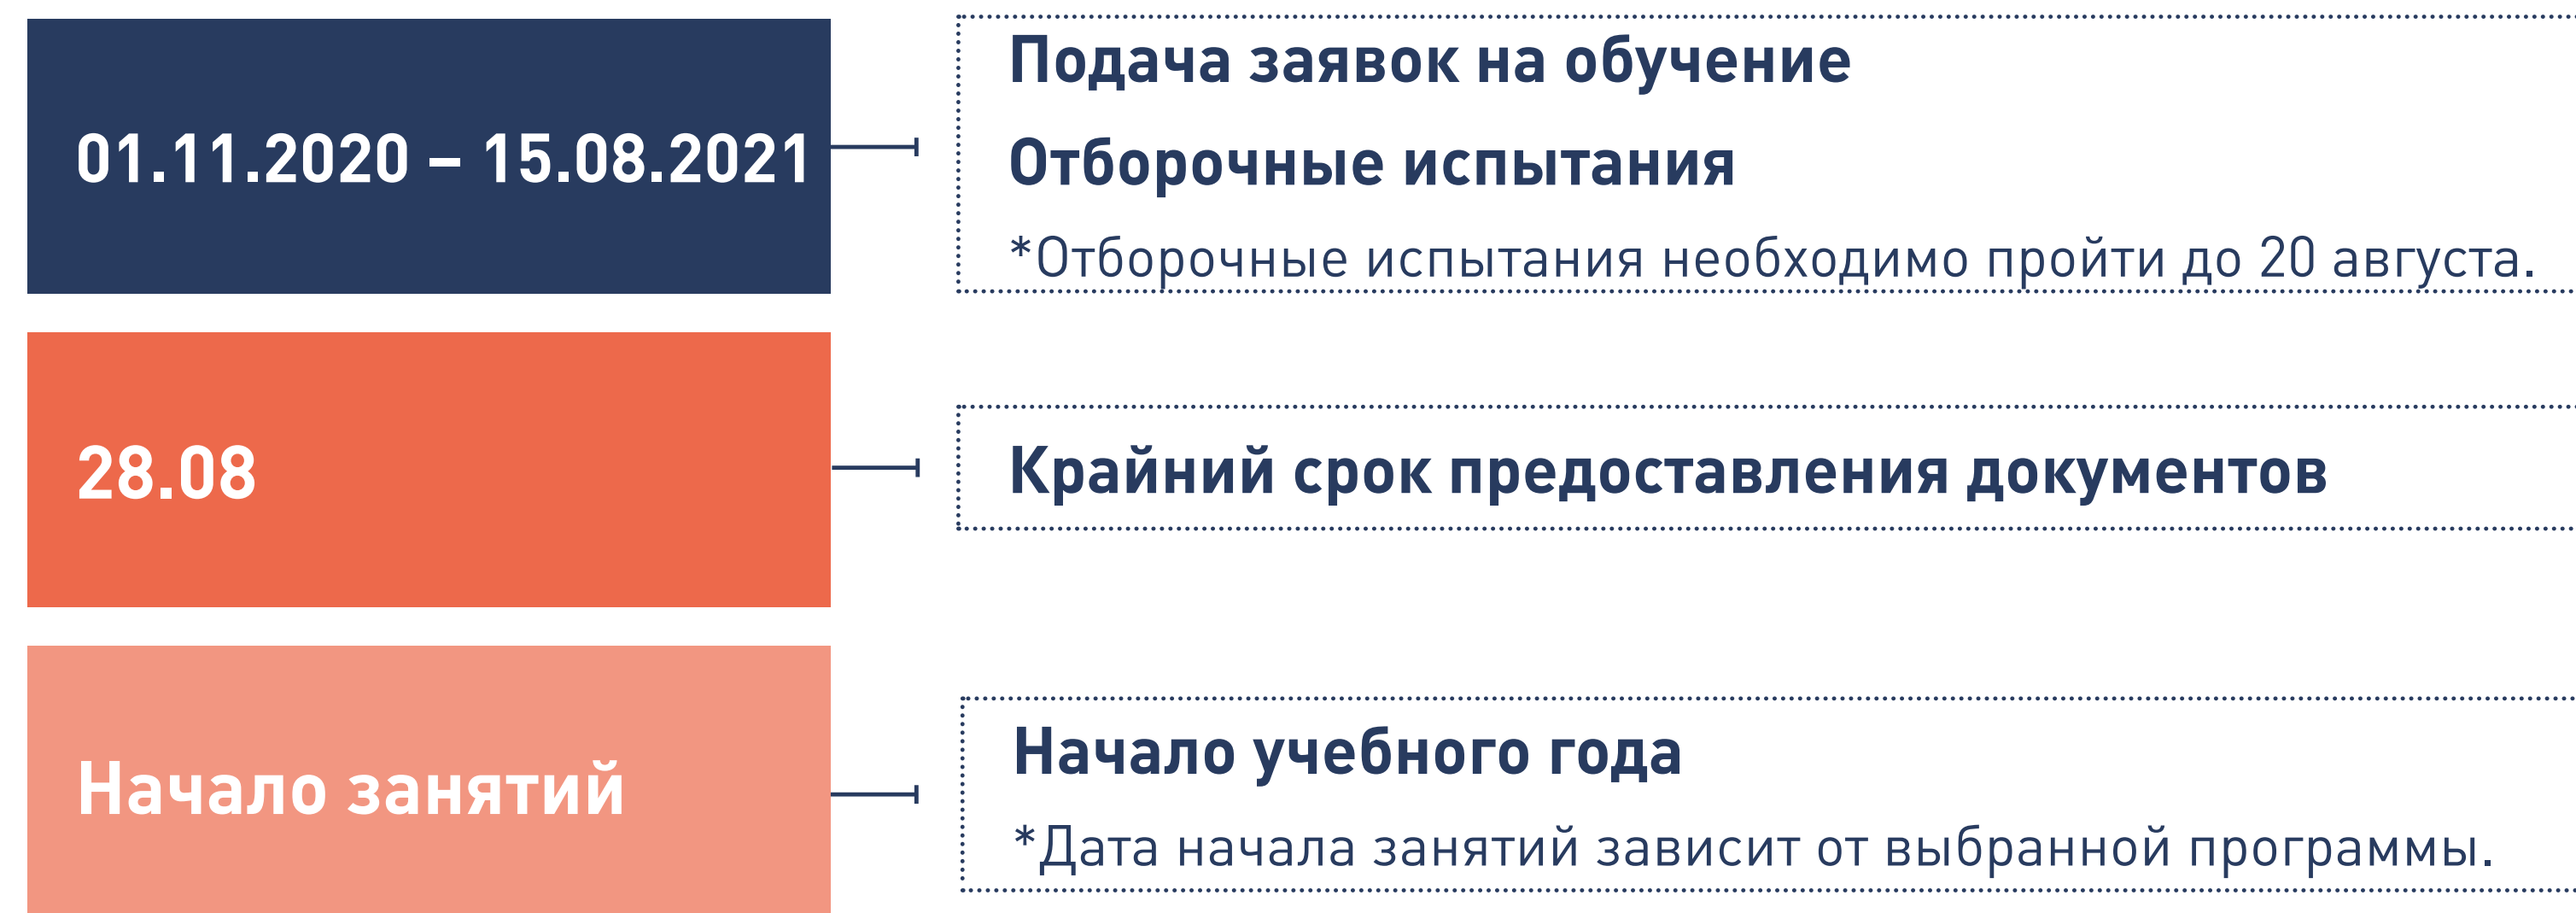 01.11.2020 – 15.08.2021
Подача заявок на обучение
Отборочные испытания
*Отборочные испытания необходимо пройти до 20 августа.
28.08
Крайний срок предоставления документов
Начало занятий
Начало учебного года
*Дата начала занятий зависит от выбранной программы.